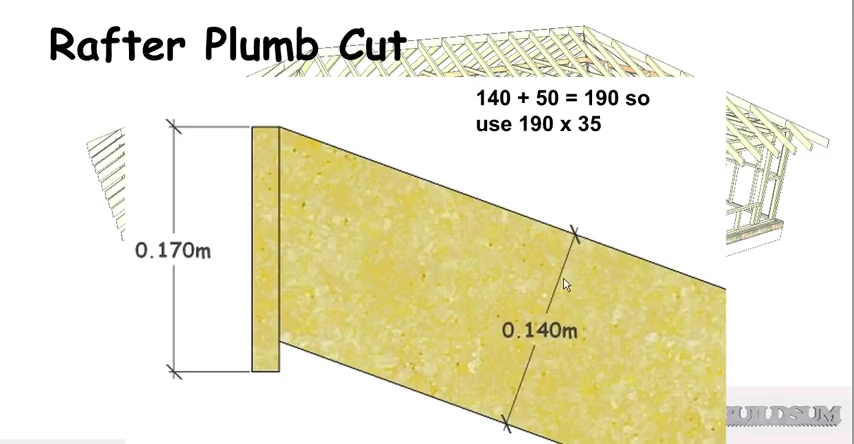 Rafter Plumb Cut
140 + 50 = 190 so
use 190 x 35
0.170m
0.140m
BUILDSUM